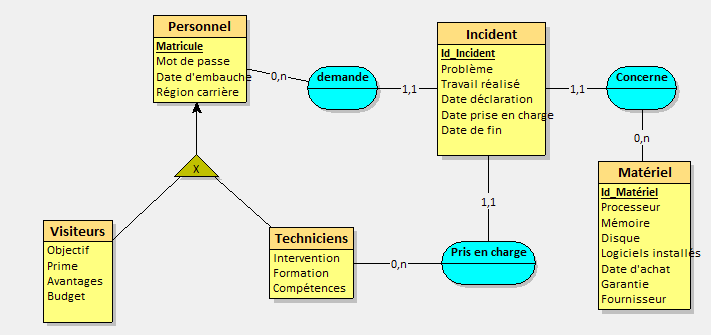 Personnel
Matricule
Mot de passe
Date d'embauche
Région carrière
0,n
demande
1,1
Incident
Id_Incident
Problème
Travail réalisé
Date déclaration
Date prise en charge
Date de fin
1,1
Concerne
0,n
Matériel
Id_Matériel
Processeur
Mémoire
Disque
Logiciels installés
Date d'achat
Garantie
Fournisseur
X
1,1
Visiteurs
Objectif
Prime
Avantages
Budget
Techniciens
Intervention
Formation
Compétences
0,n
Pris en charge